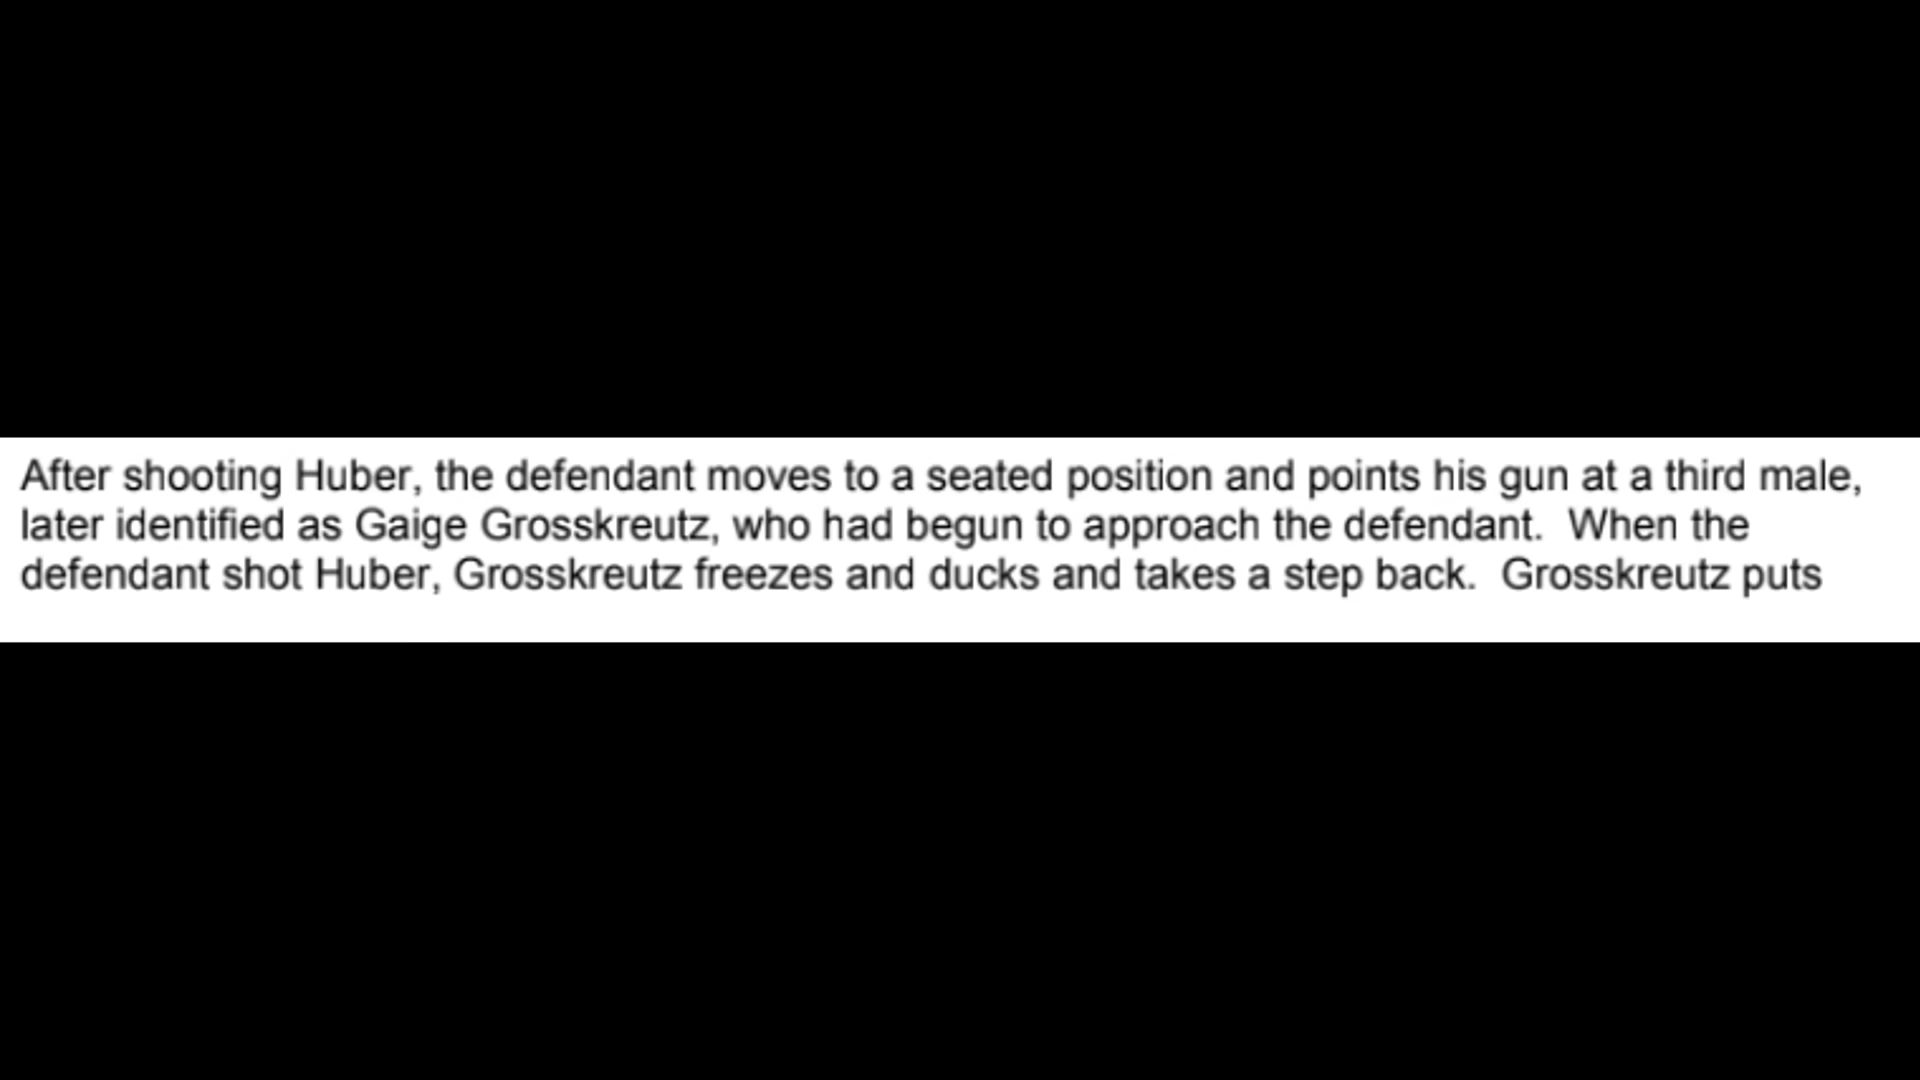 After shooting Huber, the defendant moves to a seated position and points his gun at a third male,
later identified as Gaige Grosskreutz, who had begun to approach the defendant.  When the
defendant shot Huber, Grosskreutz freezes and ducks and takes a step back.  Grosskreutz puts